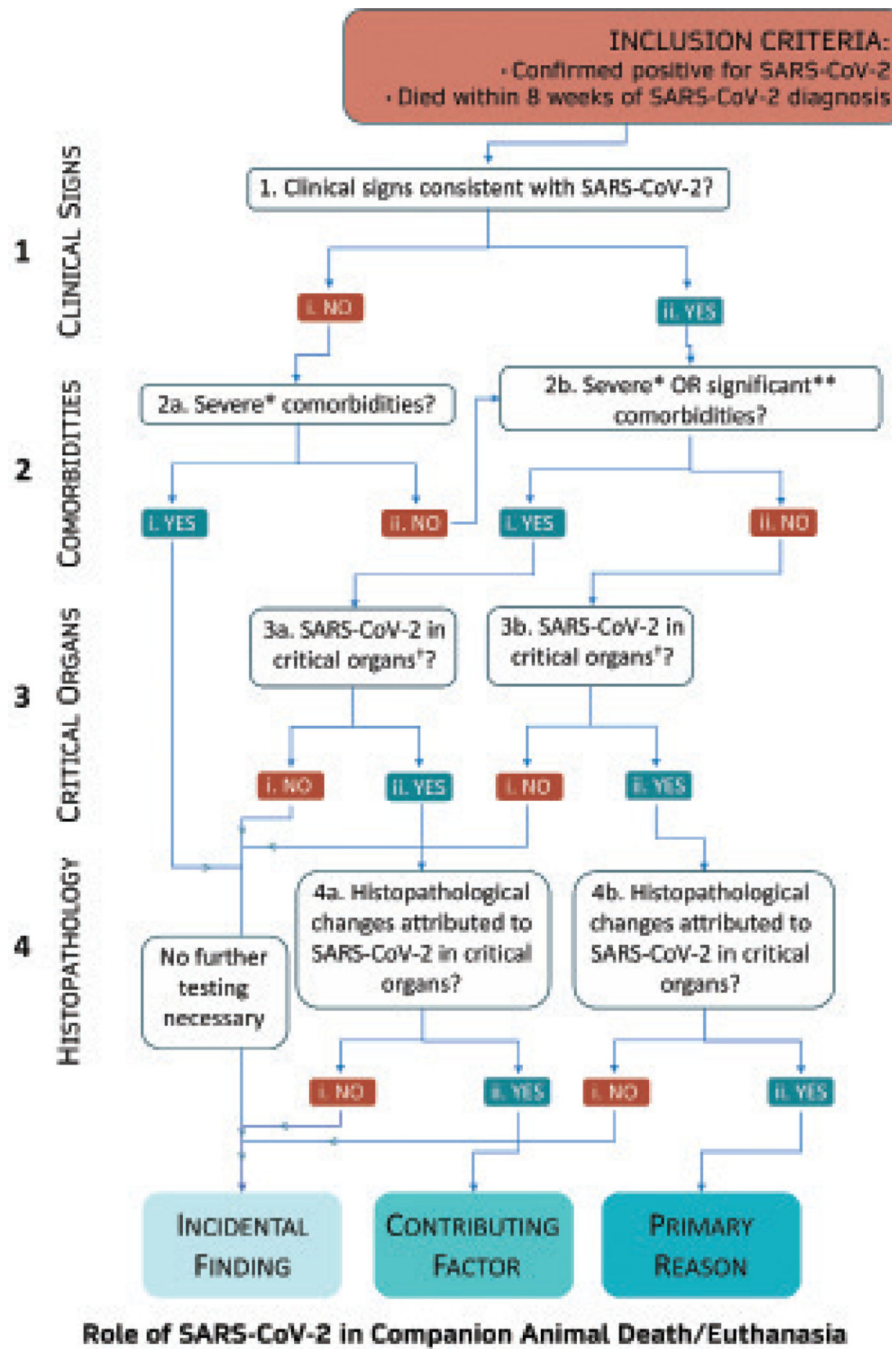 INCLUSION CRITERIA:
· Confirmed positive for SARS-CoV-2
· Died within 8 weeks of SARS-CoV-2 diagnosis
1
CLINICAL SIGNS
1. Clinical signs consistent with SARS-CoV-2?
i. NO
ii. YES
2
COMORBIDITIES
2a. Severe* comorbidities?
2b. Severe* OR significant**
comorbidities?
i. YES
ii. NO
i. YES
ii. NO
3
CRITICAL ORGANS
3a. SARS-CoV-2 in
critical organs†?
3b. SARS-CoV-2 in
critical organs†?
i. NO
ii. YES
i. NO
ii. YES
4
HISTOPATHOLOGY
No further
testing
necessary
4a. Histopathological
changes attributed to
SARS-CoV-2 in critical
organs?
4b. Histopathological
changes attributed to
SARS-CoV-2 in critical
organs?
i. NO
ii. YES
i. NO
ii. YES
INCIDENTAL
FINDING
CONTRIBUTING
FACTOR
PRIMARY
REASON
Role of SARS-CoV-2 in Companion Animal Death/Euthanasia